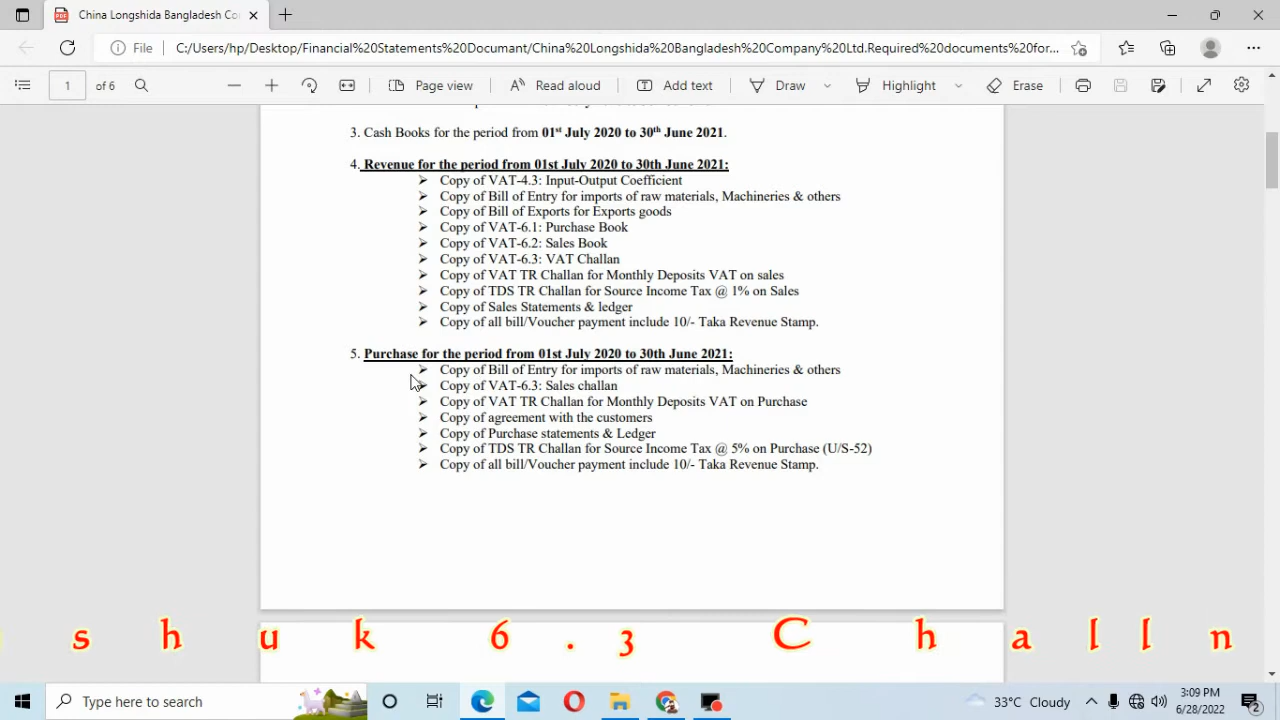 China Longshida Bangladesh Co
File
C:/Users/hp/Desktop/Financial%20Statements%20Documant/China%20Longshida%20Bangladesh%20Company%20Ltd.Required%20documents%20for...
1 of 6
Page view
Read aloud
Add text
Draw
Highlight
Erase
3. Cash Books for the period from 01st July 2020 to 30th June 2021.
4. Revenue for the period from 01st July 2020 to 30th June 2021:
➢ Copy of VAT-4.3: Input-Output Coefficient
➢ Copy of Bill of Entry for imports of raw materials, Machineries & others
➢ Copy of Bill of Exports for Exports goods
➢ Copy of VAT-6.1: Purchase Book
➢ Copy of VAT-6.2: Sales Book
➢ Copy of VAT-6.3: VAT Challan
➢ Copy of VAT TR Challan for Monthly Deposits VAT on sales
➢ Copy of TDS TR Challan for Source Income Tax @ 1% on Sales
➢ Copy of Sales Statements & ledger
➢ Copy of all bill/Voucher payment include 10/- Taka Revenue Stamp.
5. Purchase for the period from 01st July 2020 to 30th June 2021:
➢ Copy of Bill of Entry for imports of raw materials, Machineries & others
➢ Copy of VAT-6.3: Sales challan
➢ Copy of VAT TR Challan for Monthly Deposits VAT on Purchase
➢ Copy of agreement with the customers
➢ Copy of Purchase statements & Ledger
➢ Copy of TDS TR Challan for Source Income Tax @ 5% on Purchase (U/S-52)
➢ Copy of all bill/Voucher payment include 10/- Taka Revenue Stamp.
s h u k 6 . 3 C h a l l n
Type here to search
33°C Cloudy
3:09 PM
6/28/2022
2